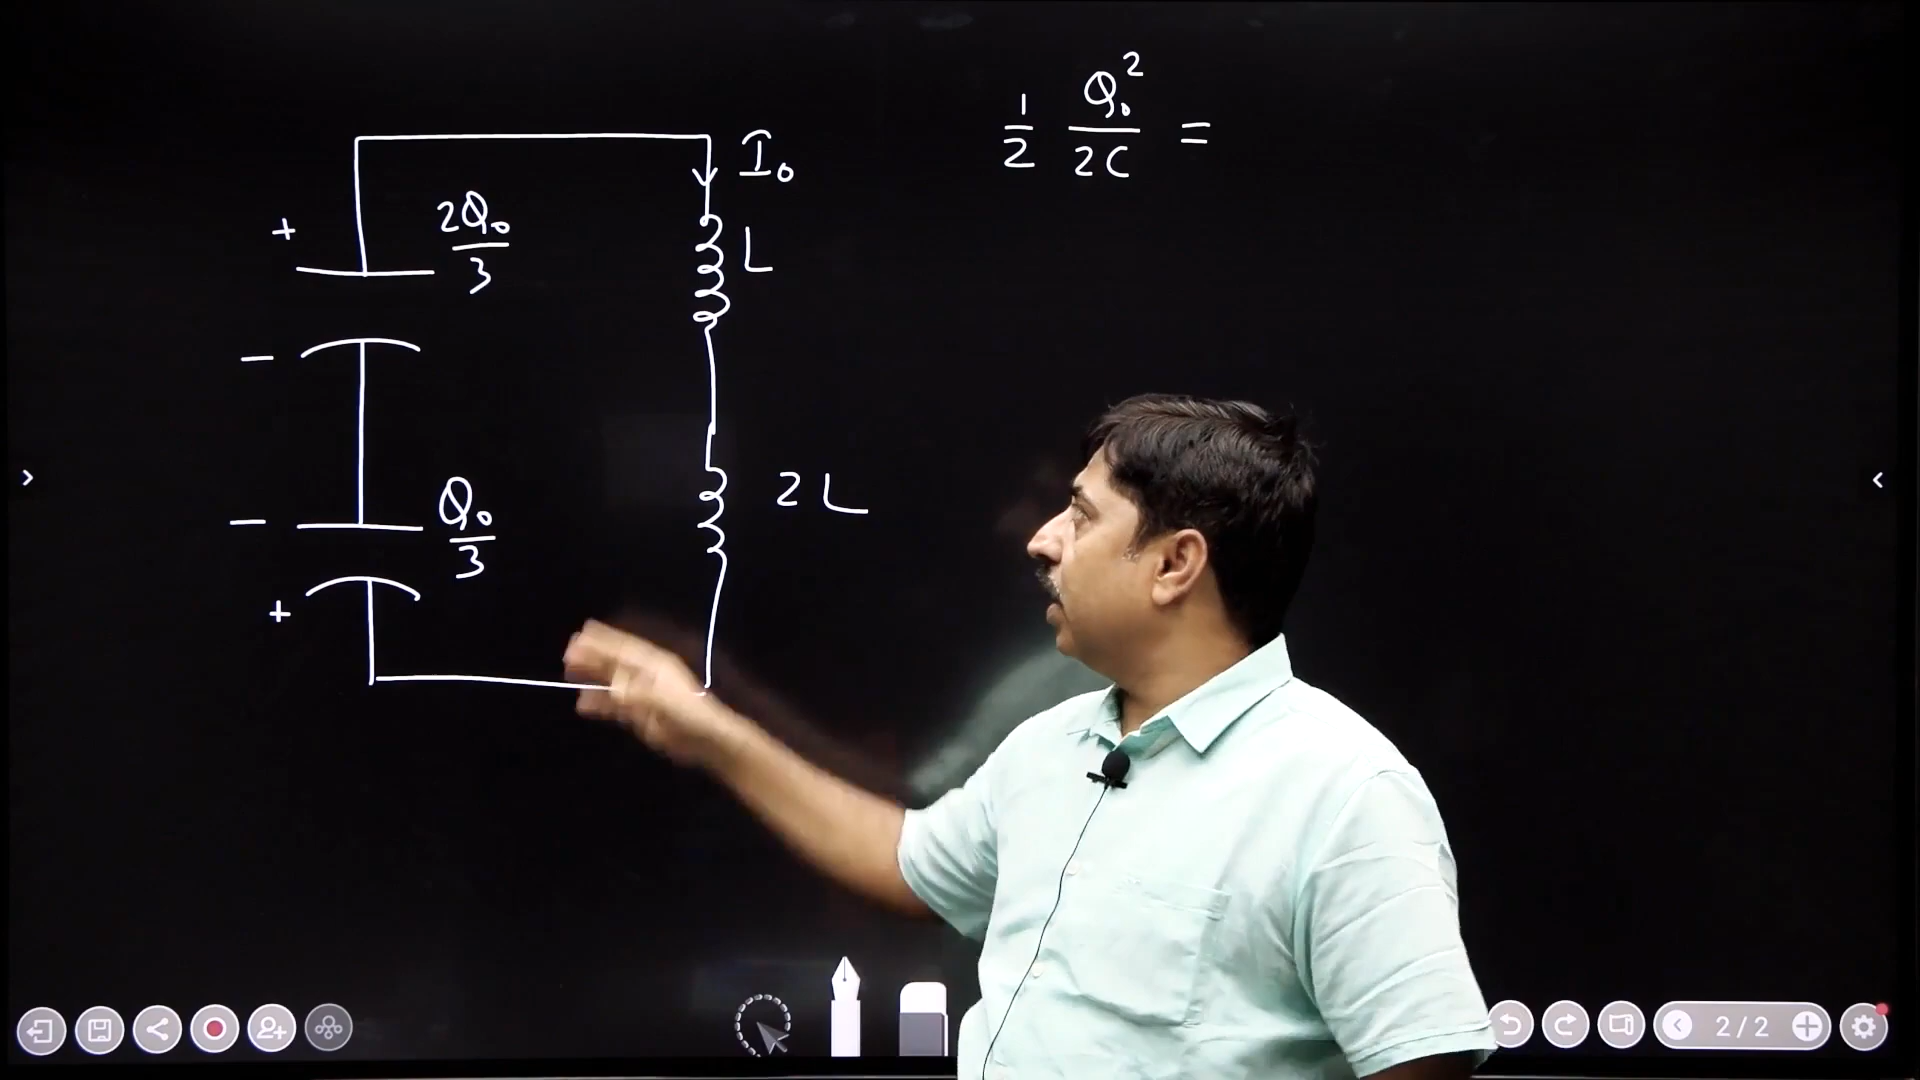 1/2 Q₀²/2C =
I₀
+
2Q₀/3
L
−
2L
−
Q₀/3
+
2/2